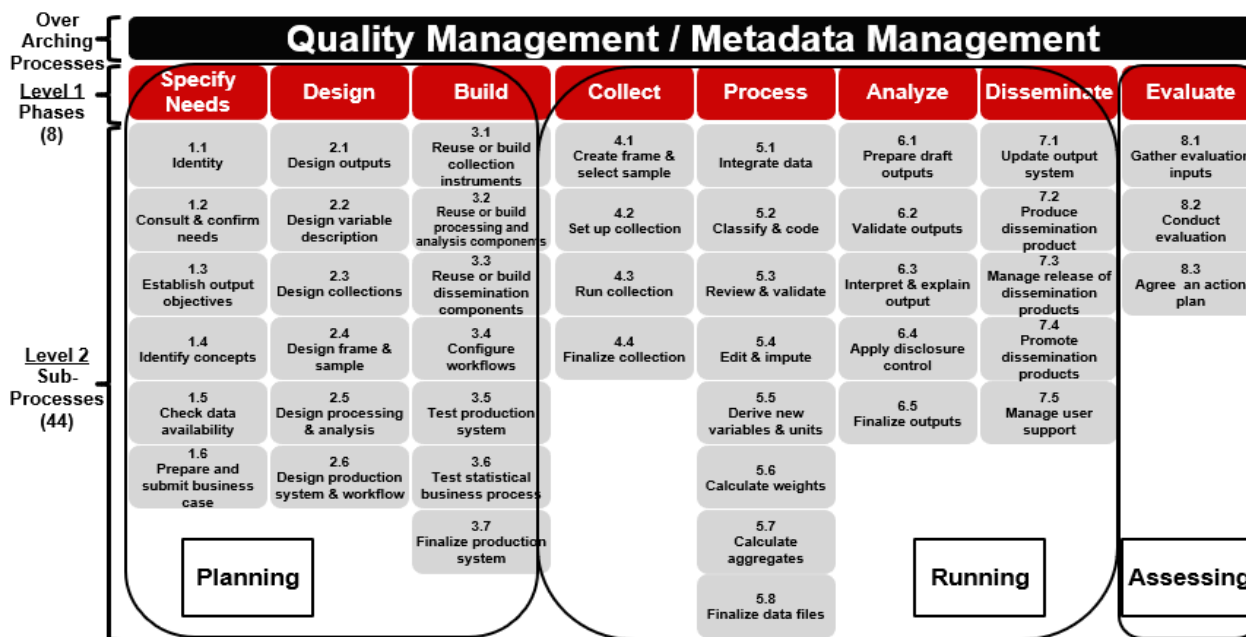 Over
Arching
Processes
Quality Management / Metadata Management
Level 1
Phases
(8)
Specify
Needs
Design
Build
Collect
Process
Analyze
Disseminate
Evaluate
Level 2
Sub-
Processes
(44)
1.1
Identity
1.2
Consult & confirm
needs
1.3
Establish output
objectives
1.4
Identify concepts
1.5
Check data
availability
1.6
Prepare and
submit business
case
2.1
Design outputs
2.2
Design variable
description
2.3
Design collections
2.4
Design frame &
sample
2.5
Design processing
& analysis
2.6
Design production
system & workflow
3.1
Reuse or build
collection
instruments
3.2
Reuse or build
processing and
analysis components
3.3
Reuse or build
dissemination
components
3.4
Configure
workflows
3.5
Test production
system
3.6
Test statistical
business process
3.7
Finalize production
system
4.1
Create frame &
select sample
4.2
Set up collection
4.3
Run collection
4.4
Finalize collection
5.1
Integrate data
5.2
Classify & code
5.3
Review & validate
5.4
Edit & impute
5.5
Derive new
variables & units
5.6
Calculate weights
5.7
Calculate
aggregates
5.8
Finalize data files
6.1
Prepare draft
outputs
6.2
Validate outputs
6.3
Interpret & explain
output
6.4
Apply disclosure
control
6.5
Finalize outputs
7.1
Update output
system
7.2
Produce
dissemination
product
7.3
Manage release of
dissemination
products
7.4
Promote
dissemination
products
7.5
Manage user
support
8.1
Gather evaluation
inputs
8.2
Conduct
evaluation
8.3
Agree an action
plan
Planning
Running
Assessing